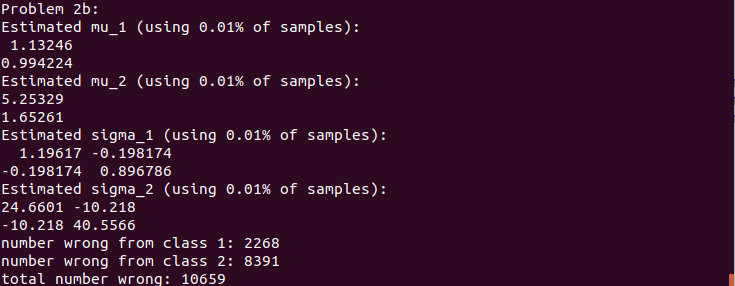 Problem 2b:
Estimated mu_1 (using 0.01% of samples):
1.13246
0.994224
Estimated mu_2 (using 0.01% of samples):
5.25329
1.65261
Estimated sigma_1 (using 0.01% of samples):
1.19617 -0.198174
-0.198174 0.896786
Estimated sigma_2 (using 0.01% of samples):
24.6601 -10.218
-10.218 40.5566
number wrong from class 1: 2268
number wrong from class 2: 8391
total number wrong: 10659